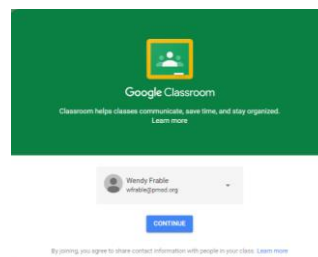 Google Classroom
Classroom helps classes communicate, save time, and stay organized.
Learn more
Wendy Frable
wfrable@pmsd.org
CONTINUE
By joining, you agree to share contact information with people in your class. Learn more